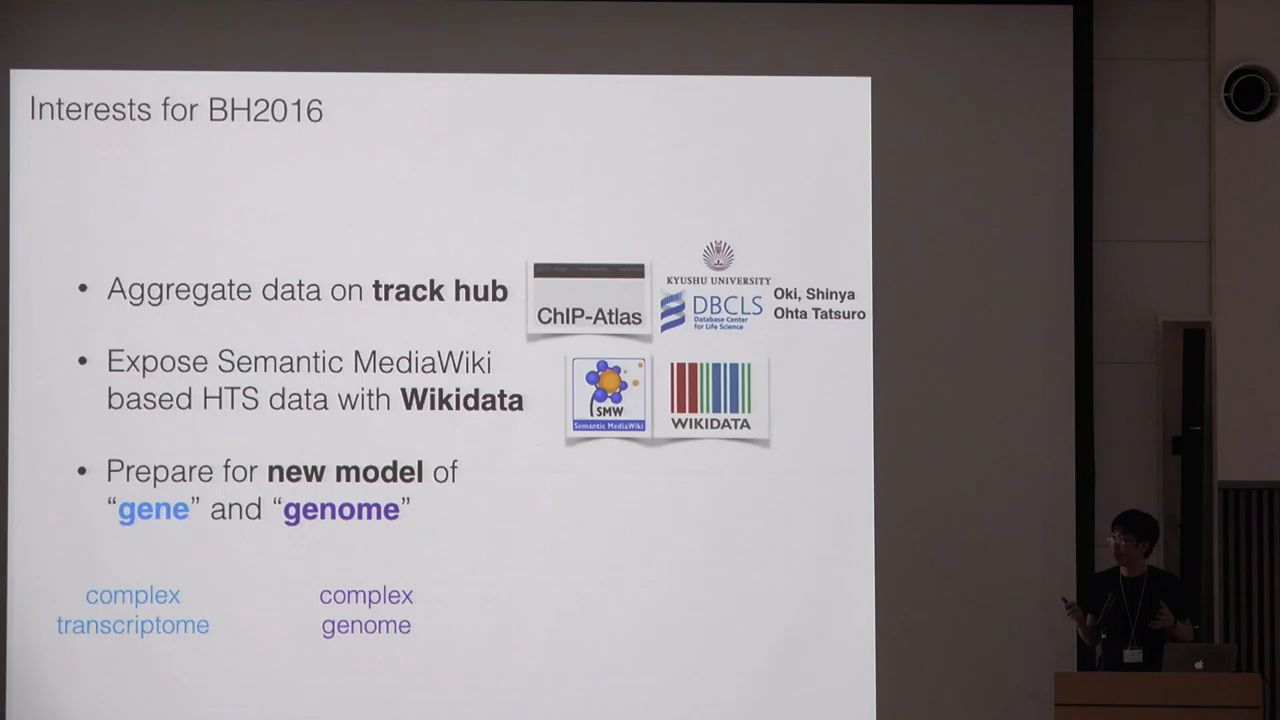 Interests for BH2016
• Aggregate data on track hub
ChIP-Atlas
KYUSHU UNIVERSITY
DBCLS
Database Center
for Life Science
Oki, Shinya
Ohta Tatsuro
• Expose Semantic MediaWiki
based HTS data with Wikidata
SMW
Semantic MediaWiki
WIKIDATA
• Prepare for new model of
“gene” and “genome”
complex
transcriptome
complex
genome